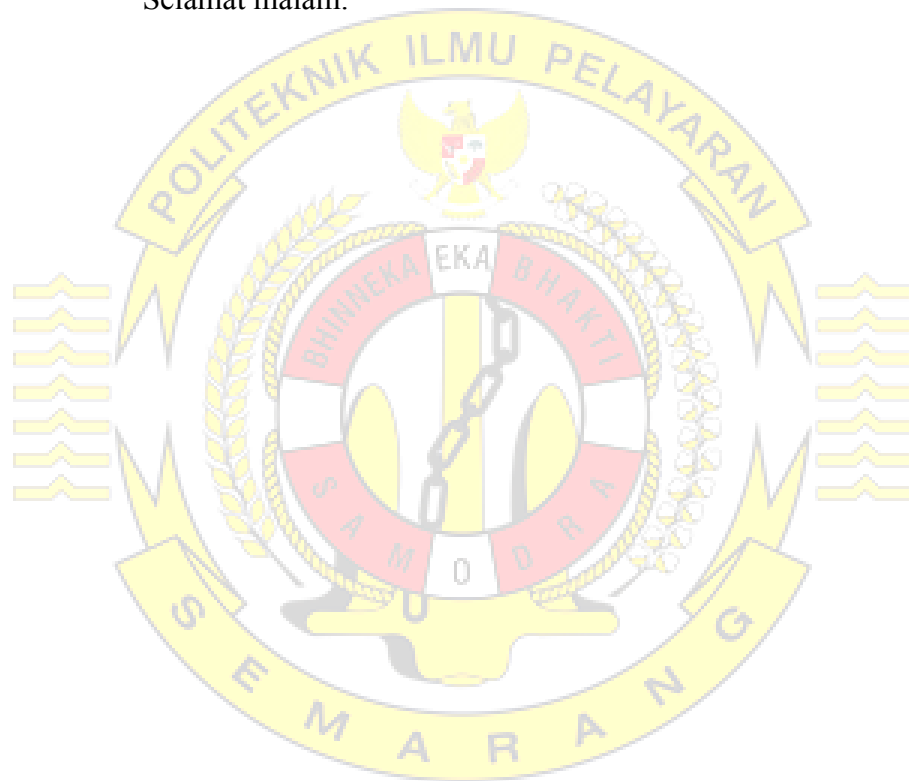 Selamat malam.
POLITEKNIK ILMU PELAYARAN
BHINNEKA EKA BHAKTI
SAMODRA
SEMARANG